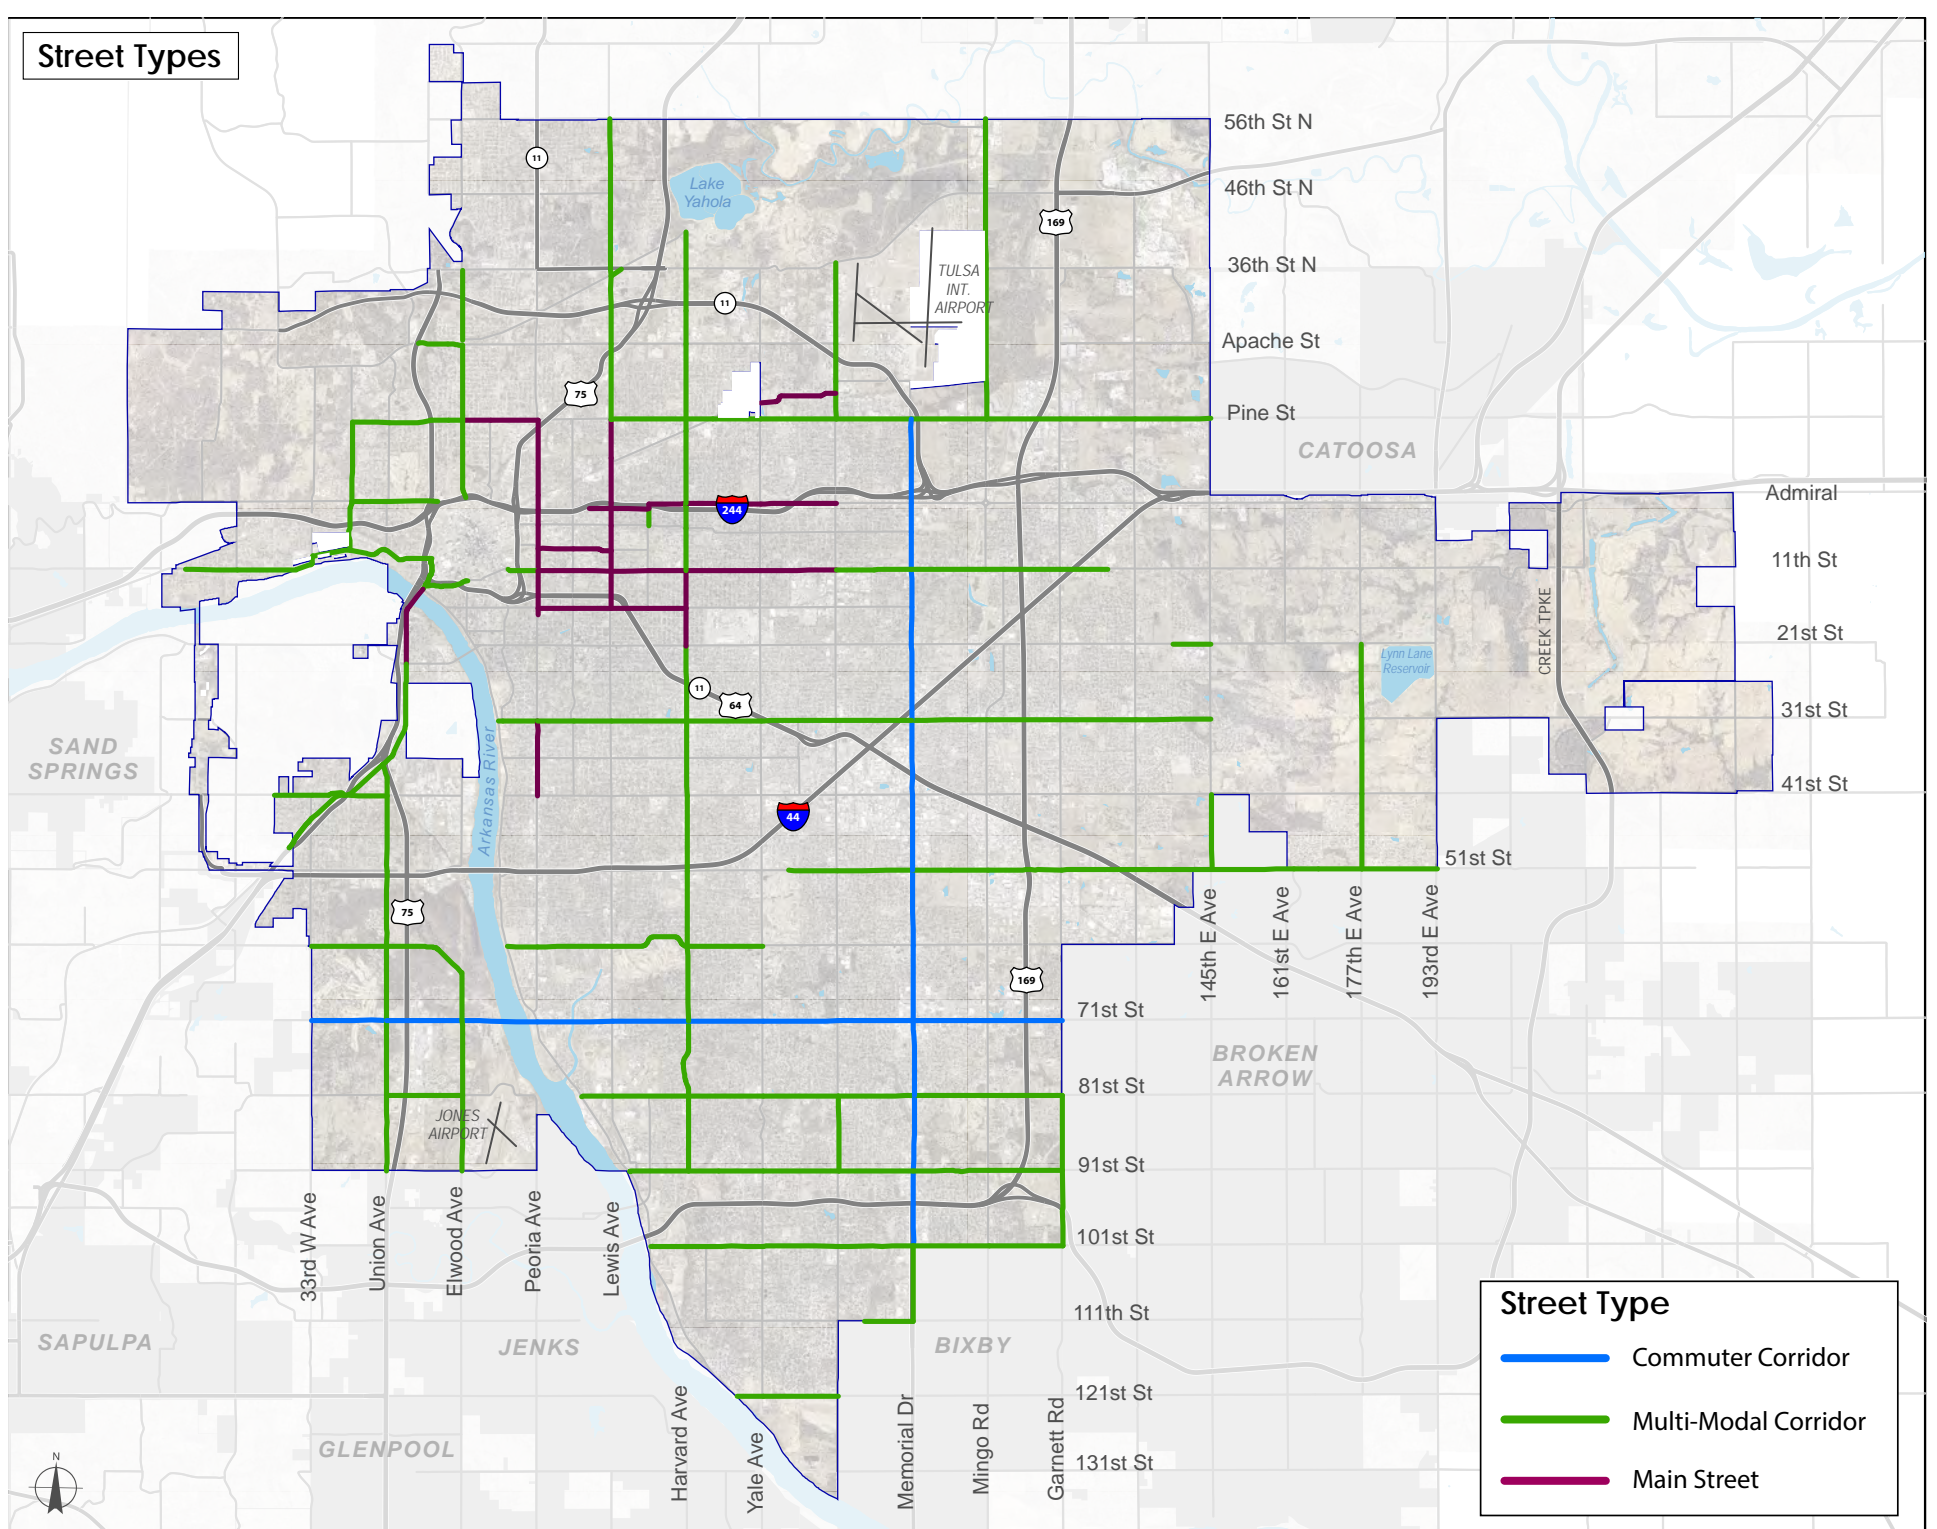 Street Types
56th St N
11
46th St N
Lake
Yahola
169
36th St N
TULSA
INT.
AIRPORT
11
Apache St
75
Pine St
CATOOSA
Admiral
244
11th St
CREEK TPKE
21st St
Lynn Lane
Reservoir
11
64
31st St
SAND
SPRINGS
Arkansas River
41st St
44
51st St
75
145th E Ave
161st E Ave
177th E Ave
193rd E Ave
169
71st St
BROKEN
ARROW
81st St
JONES
AIRPORT
91st St
33rd W Ave
Union Ave
Elwood Ave
Peoria Ave
Lewis Ave
101st St
111th St
SAPULPA
JENKS
BIXBY
121st St
Harvard Ave
Yale Ave
Memorial Dr
Mingo Rd
Garnett Rd
GLENPOOL
131st St
N
Street Type
Commuter Corridor
Multi-Modal Corridor
Main Street